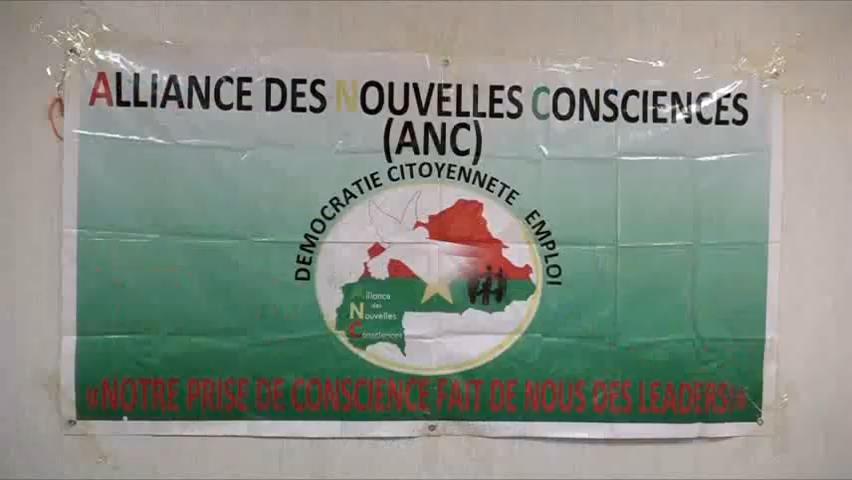 ALLIANCE DES NOUVELLES CONSCIENCES
(ANC)
DEMOCRATIE CITOYENNETE EMPLOI
Alliance
des
Nouvelles
Consciences
«NOTRE PRISE DE CONSCIENCE FAIT DE NOUS DES LEADERS»